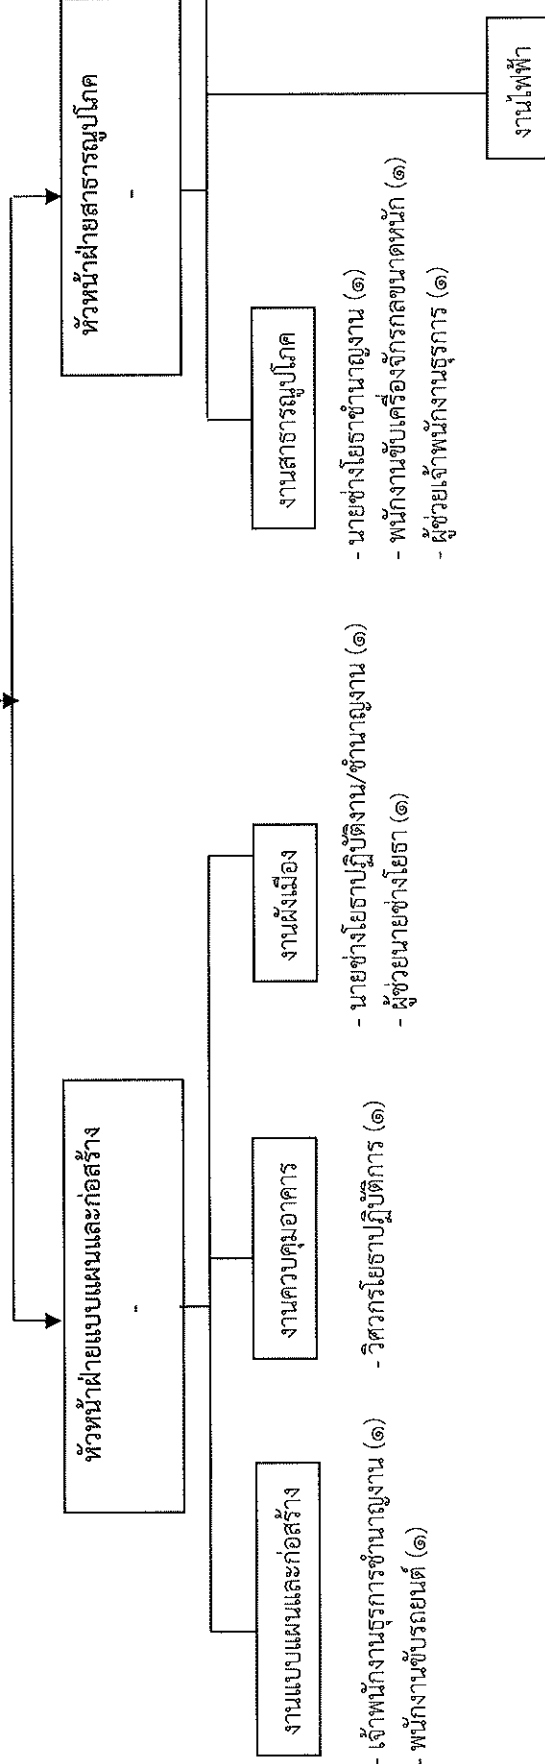 หัวหน้าฝ่ายแบบแผนและก่อสร้าง
-
หัวหน้าฝ่ายสาธารณูปโภค
-
งานแบบแผนและก่อสร้าง
- เจ้าพนักงานธุรการชำนาญงาน (๑)
- พนักงานขับรถยนต์ (๑)
งานควบคุมอาคาร
- วิศวกรโยธาปฏิบัติการ (๑)
งานผังเมือง
- นายช่างโยธาปฏิบัติงาน/ชำนาญงาน (๑)
- ผู้ช่วยนายช่างโยธา (๑)
งานสาธารณูปโภค
- นายช่างโยธาชำนาญงาน (๑)
- พนักงานขับเครื่องจักรกลขนาดหนัก (๑)
- ผู้ช่วยเจ้าพนักงานธุรการ (๑)
งานไฟฟ้า